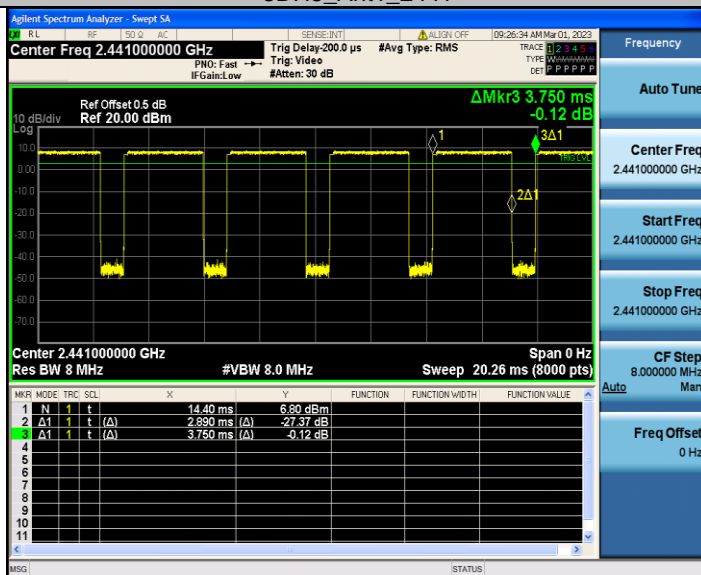 Agilent Spectrum Analyzer - Swept SA
RL RF 50 Ω AC SENSE:INT ALIGN OFF 09:26:34 AM Mar 01, 2023
Center Freq 2.441000000 GHz Trig Delay-200.0 µs #Avg Type: RMS TRACE 1 2 3 4 5 6
PNO: Fast Trig: Video TYPE WWWWWW
IFGain:Low #Atten: 30 dB DET P P P P P P
Ref Offset 0.5 dB ΔMkr3 3.750 ms
10 dB/div Ref 20.00 dBm -0.12 dB
Log
10.0
0.00
-10.0
-20.0
-30.0
-40.0
-50.0
-60.0
-70.0
1
3Δ1
TRIG LVL
2Δ1
Center 2.441000000 GHz Span 0 Hz
Res BW 8 MHz #VBW 8.0 MHz Sweep 20.26 ms (8000 pts)
MKR MODE TRC SCL X Y FUNCTION FUNCTION WIDTH FUNCTION VALUE
1 N 1 t 14.40 ms 6.80 dBm
2 Δ1 1 t (Δ) 2.890 ms (Δ) -27.37 dB
3 Δ1 1 t (Δ) 3.750 ms (Δ) -0.12 dB
4
5
6
7
8
9
10
11
MSG STATUS
Frequency
Auto Tune
Center Freq
2.441000000 GHz
Start Freq
2.441000000 GHz
Stop Freq
2.441000000 GHz
CF Step
8.000000 MHz
Auto Man
Freq Offset
0 Hz